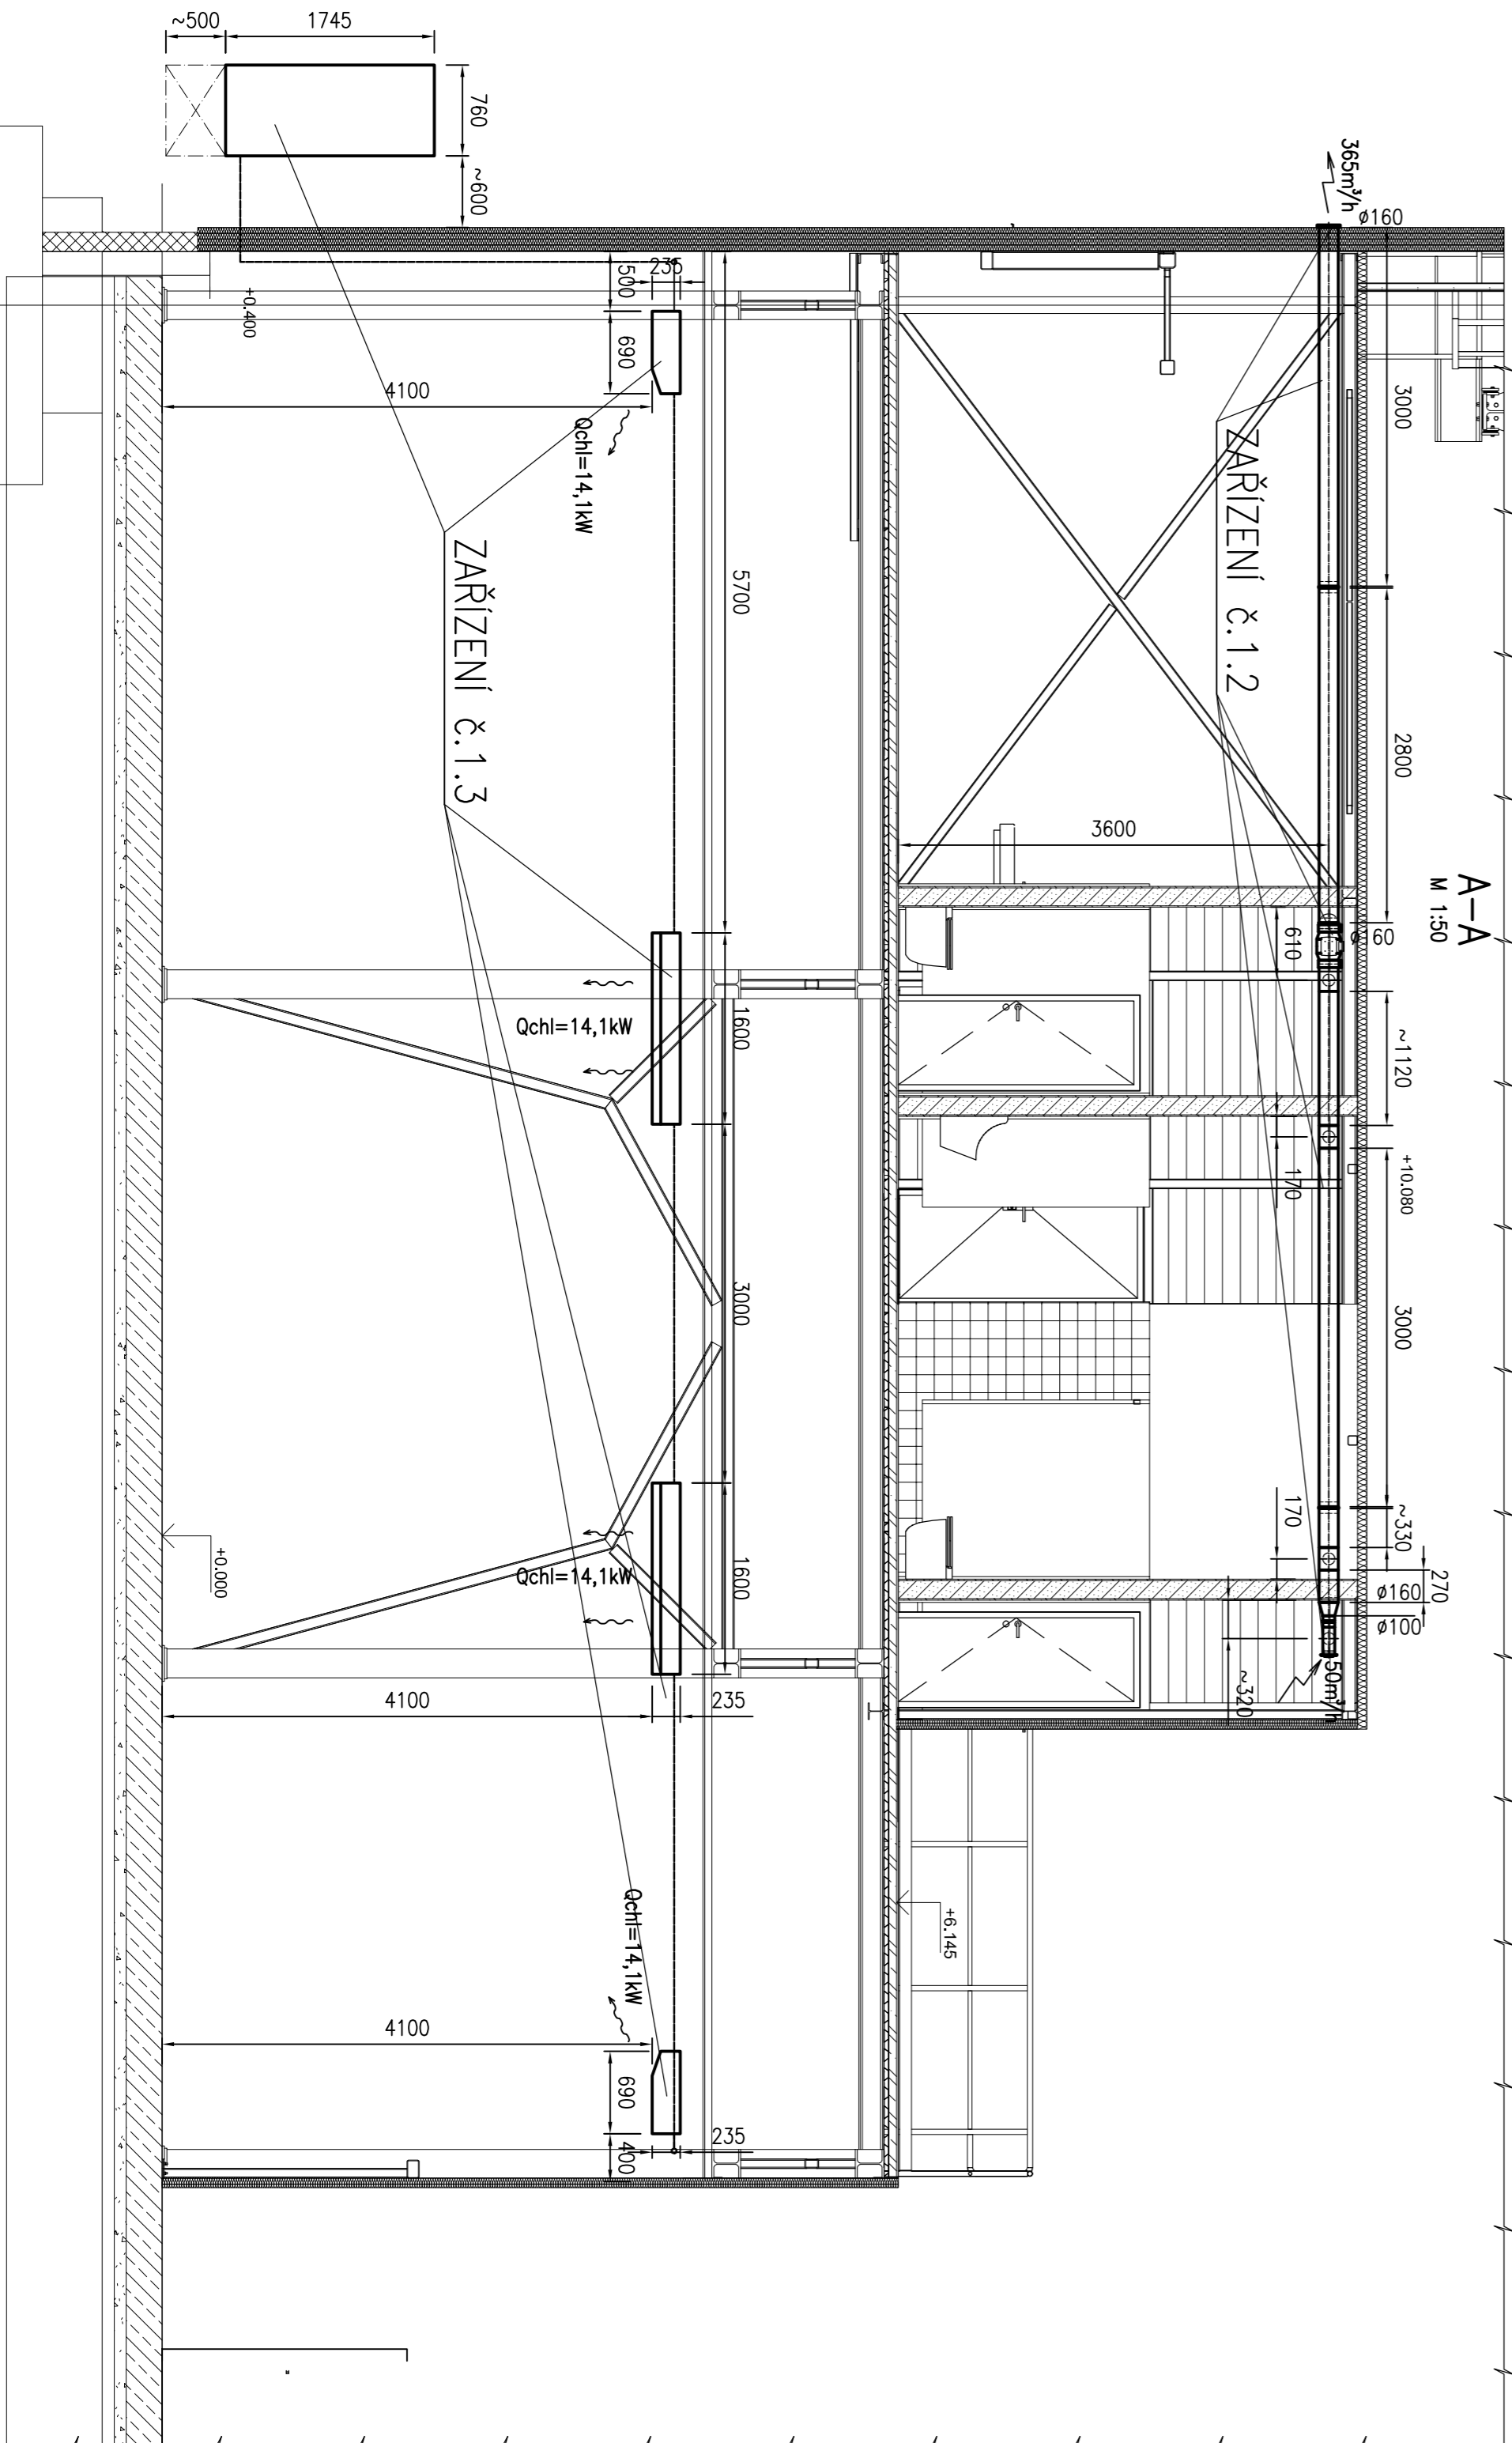 A-A
M 1:50
365m³/h
ø160
3000
2800
ø160
~1120
+10.080
3000
~330
270
ø160
ø100
50m³/h
ZAŘÍZENÍ č.1.2
3600
610
170
170
~320
+6.145
~500
1745
760
~600
+0.400
500
235
690
4100
Qchl=14,1kW
5700
ZAŘÍZENÍ č.1.3
1600
Qchl=14,1kW
3000
1600
Qchl=14,1kW
+0.000
4100
235
Qchl=14,1kW
4100
690
400
235